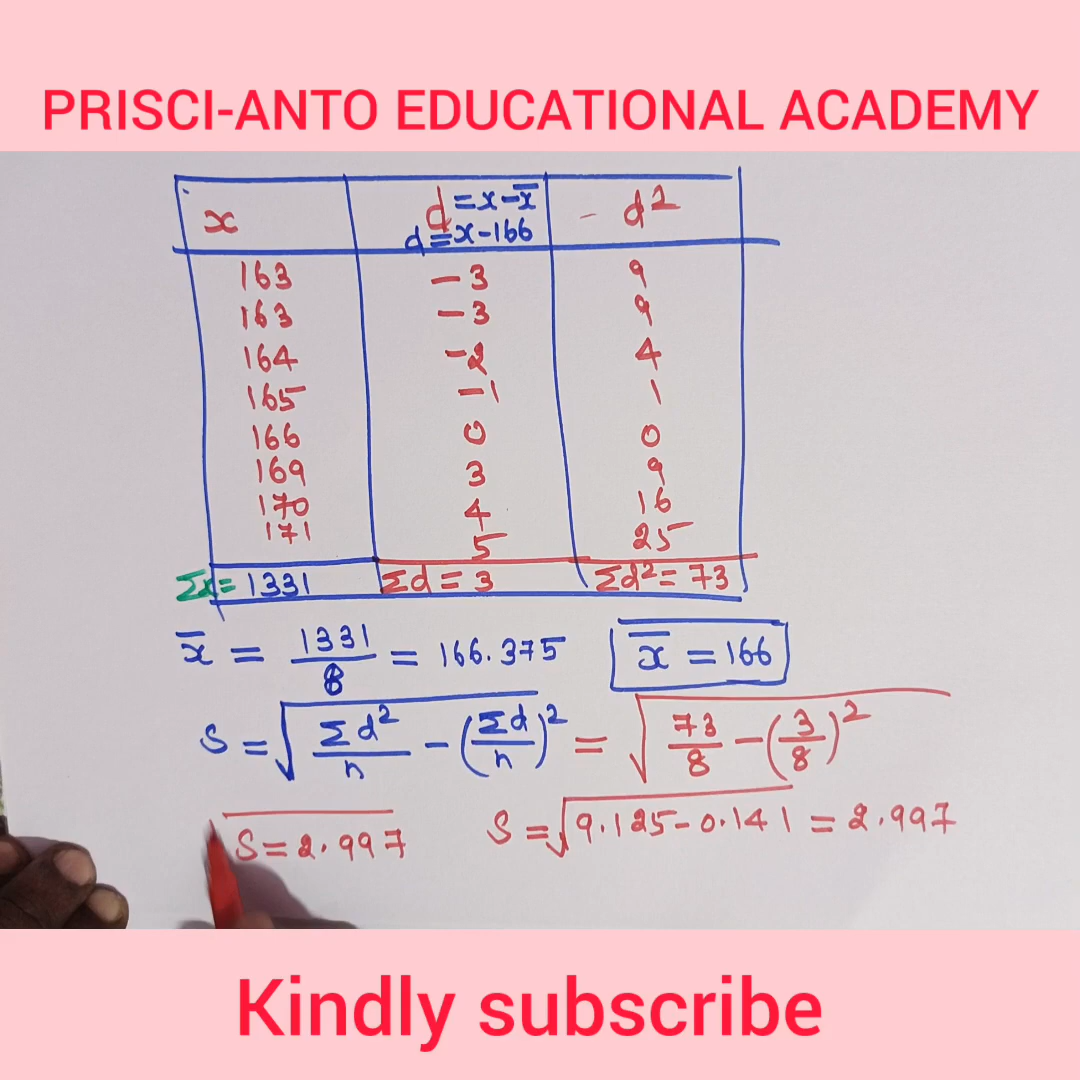 PRISCI-ANTO EDUCATIONAL ACADEMY
x d = x - x̅ d²
d = x - 166
163 -3 9
163 -3 9
164 -2 4
165 -1 1
166 0 0
169 3 9
170 4 16
171 5 25
Σx = 1331 Σd = 3 Σd² = 73
x̅ = 1331/8 = 166.375 x̅ = 166
S = √(Σd²/n - (Σd/n)²) = √(73/8 - (3/8)²)
S = 2.997 S = √(9.125 - 0.141) = 2.997
Kindly subscribe